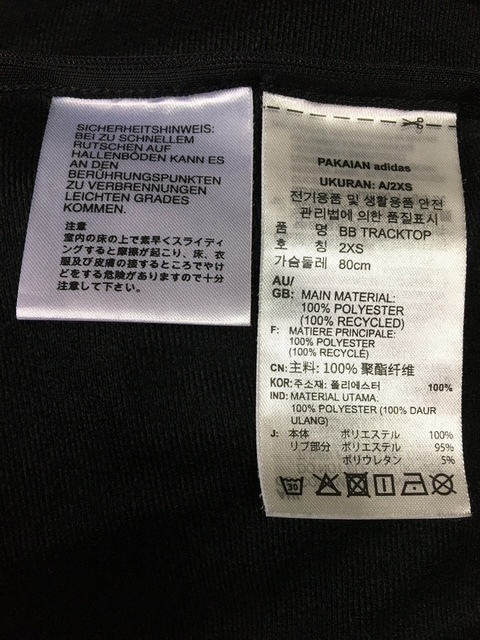 SICHERHEITSHINWEIS:
BEI ZU SCHNELLEM
RUTSCHEN AUF
HALLENBÖDEN KANN ES
AN DEN
BERÜHRUNGSPUNKTEN
ZU VERBRENNUNGEN
LEICHTEN GRADES
KOMMEN.
注意
室内の床の上で素早くスライディ
ングすると摩擦が起こり、床、衣
服及び皮膚の接するところでやけ
どをする危険がありますので十分
注意して下さい。
PAKAIAN adidas
UKURAN: A/2XS
전기용품 및 생활용품 안전
관리법에 의한 품질표시
품 명 BB TRACKTOP
호 칭 2XS
가슴둘레 80cm
AU/
GB: MAIN MATERIAL:
100% POLYESTER
(100% RECYCLED)
F: MATIERE PRINCIPALE:
100% POLYESTER
(100% RECYCLÉ)
CN: 主料: 100% 聚酯纤维
KOR: 주소재: 폴리에스터 100%
IND: MATERIAL UTAMA:
100% POLYESTER (100% DAUR
ULANG)
J: 本体 ポリエステル 100%
リブ部分 ポリエステル 95%
ポリウレタン 5%
30